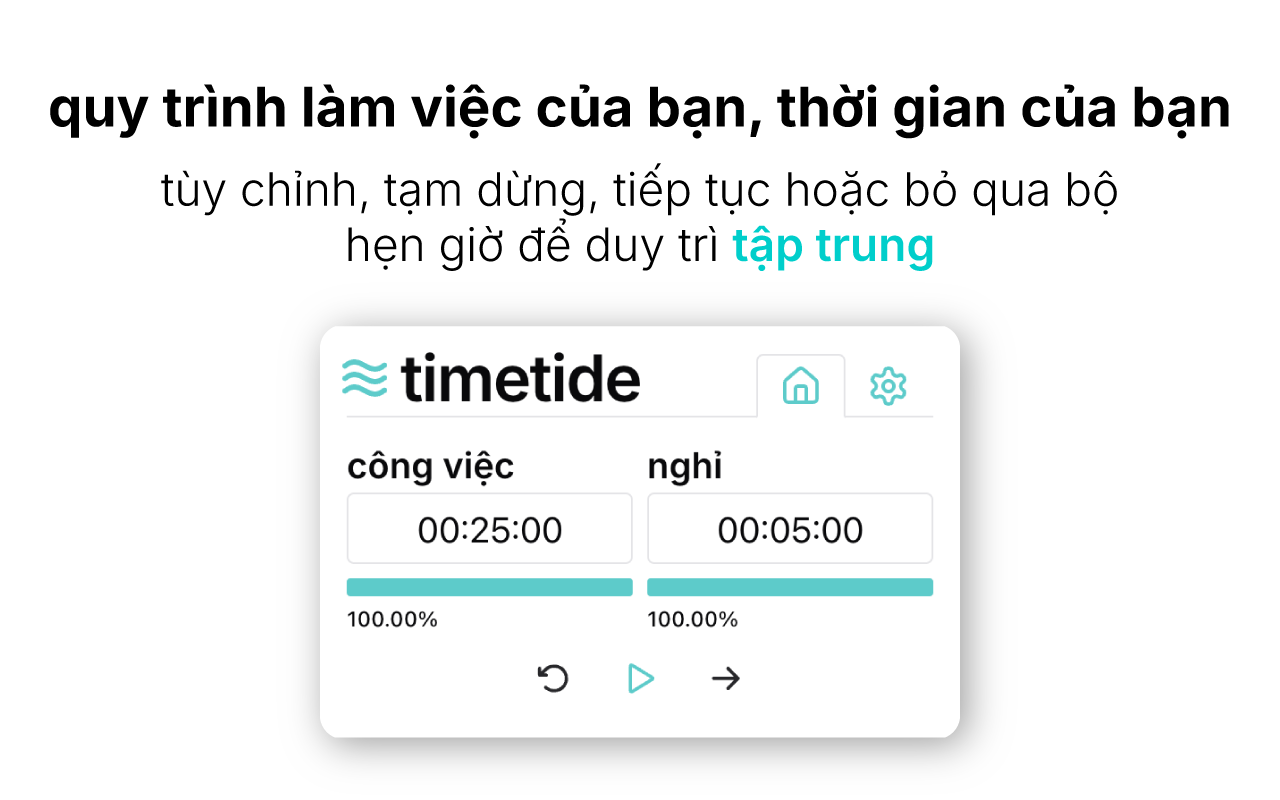 quy trình làm việc của bạn, thời gian của bạn
tùy chỉnh, tạm dừng, tiếp tục hoặc bỏ qua bộ
hẹn giờ để duy trì tập trung
timetide
công việc
nghỉ
00:25:00
00:05:00
100.00%
100.00%